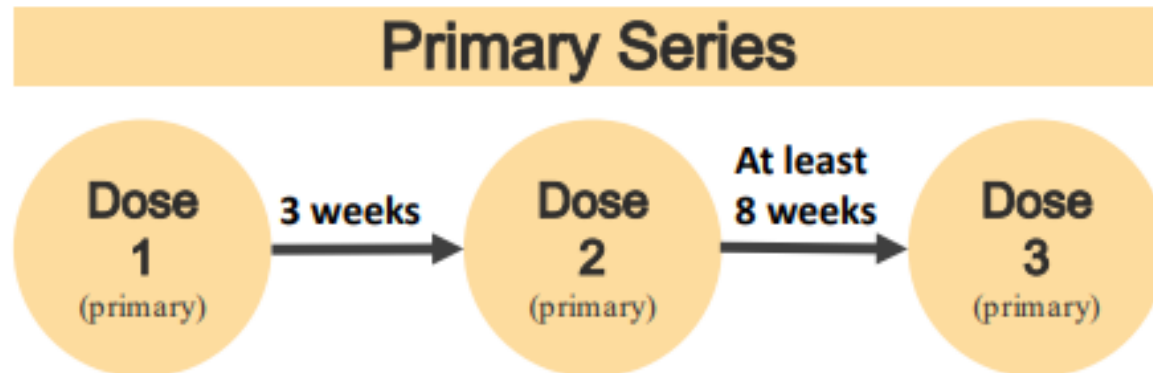 Primary Series
Dose
1
(primary)
3 weeks
Dose
2
(primary)
At least
8 weeks
Dose
3
(primary)